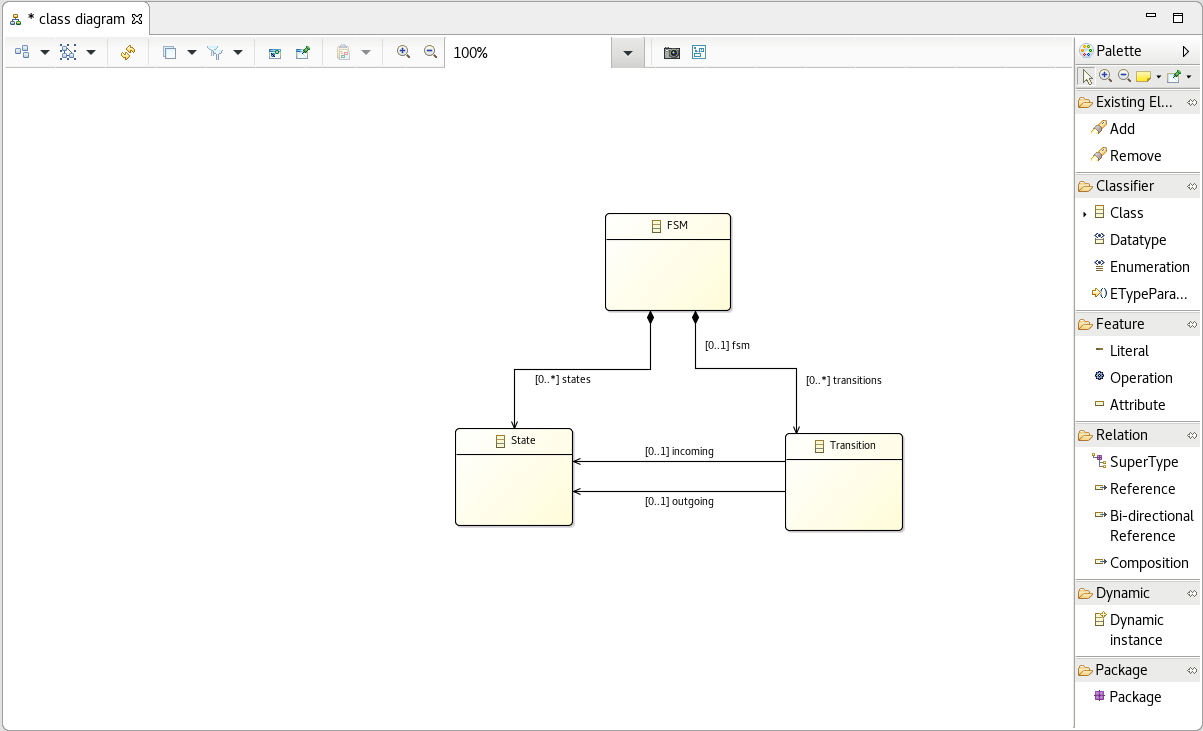 * class diagram
100%
Palette
Existing El...
Add
Remove
Classifier
Class
Datatype
Enumeration
ETypePara...
Feature
Literal
Operation
Attribute
Relation
SuperType
Reference
Bi-directional
Reference
Composition
Dynamic
Dynamic
instance
Package
Package
FSM
[0..1] fsm
[0..*] states
[0..*] transitions
State
Transition
[0..1] incoming
[0..1] outgoing